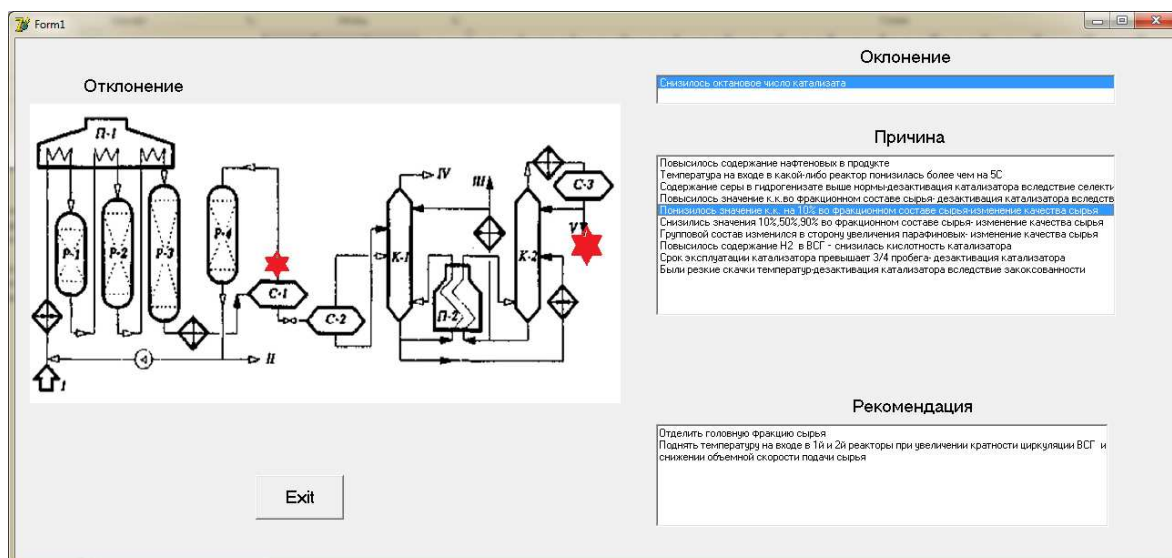 Form1
Отклонение
П-1
Р-1
Р-2
Р-3
Р-4
С-1
С-2
К-1
П-2
К-2
С-3
I
II
III
IV
V
Exit
Оклонение
Снизилось октановое число катализата
Причина
Повысилось содержание нафтеновых в продукте
Температура на входе в какой-либо реактор понизилась более чем на 5С
Содержание серы в гидрогенизате выше нормы-дезактивация катализатора вследствие селекти
Повысилось значение к.к.во фракционном составе сырья- дезактивация катализатора вследств
Понизилось значение к.к. на 10% во фракционном составе сырья-изменение качества сырья
Снизились значения 10%,50%,90% во фракционном составе сырья- изменение качества сырья
Групповой состав изменился в сторону увеличения парафиновых- изменение качества сырья
Повысилось содержание Н2 в ВСГ - снизилась кислотность катализатора
Срок эксплуатации катализатора превышает 3/4 пробега- дезактивация катализатора
Были резкие скачки температур-дезактивация катализатора вследствие закоксованности
Рекомендация
Отделить головную фракцию сырья
Поднять температуру на входе в 1й и 2й реакторы при увеличении кратности циркуляции ВСГ и
снижении объемной скорости подачи сырья